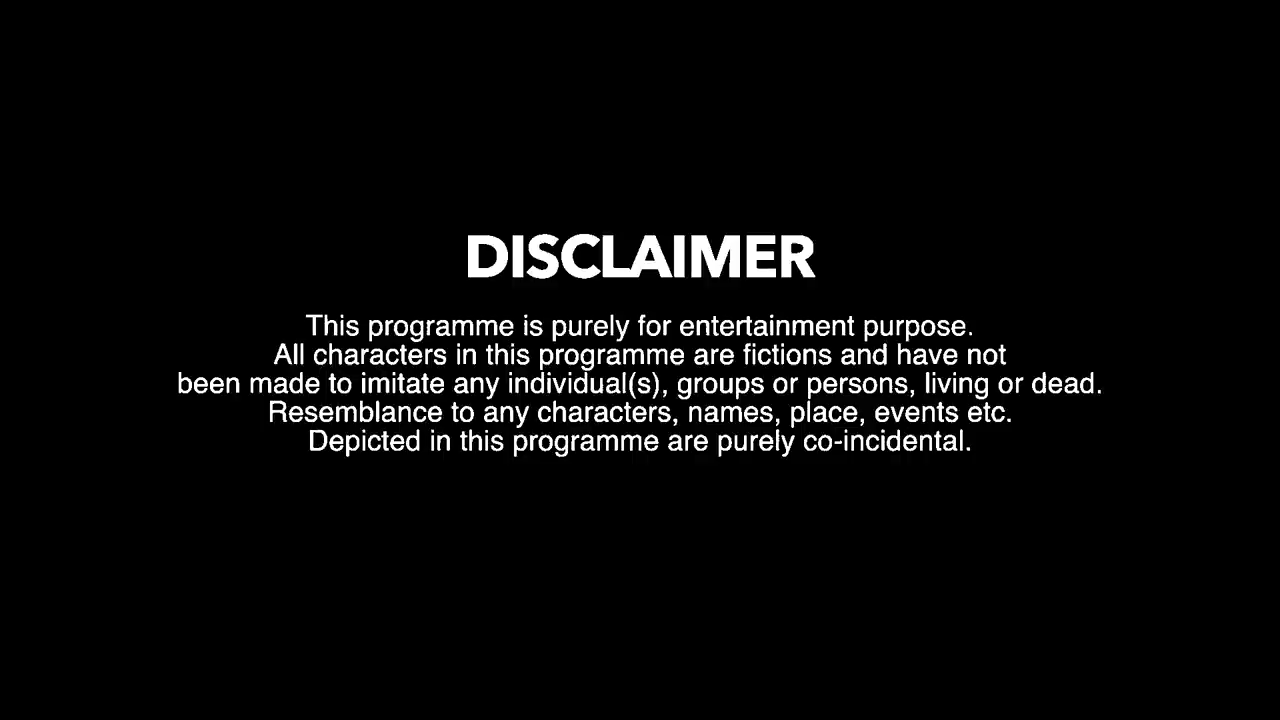 DISCLAIMER
This programme is purely for entertainment purpose.
All characters in this programme are fictions and have not
been made to imitate any individual(s), groups or persons, living or dead.
Resemblance to any characters, names, place, events etc.
Depicted in this programme are purely co-incidental.